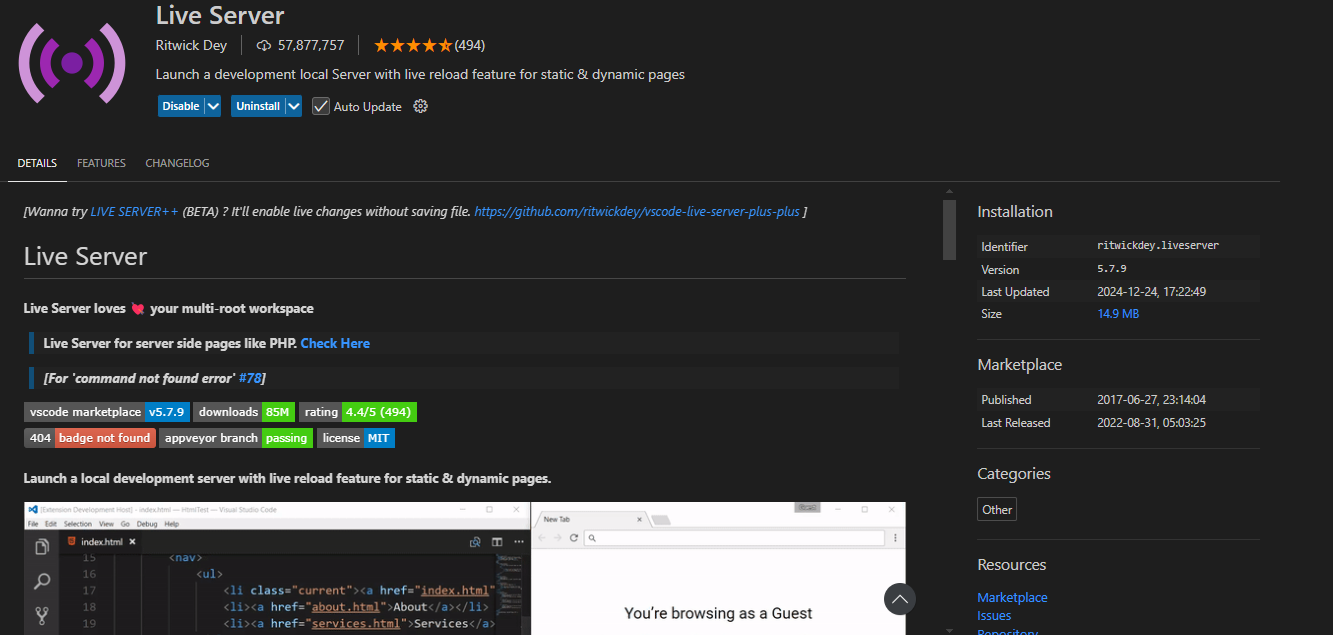 Live Server
Ritwick Dey 57,877,757 (494)
Launch a development local Server with live reload feature for static & dynamic pages
Disable Uninstall Auto Update
DETAILS FEATURES CHANGELOG
[Wanna try LIVE SERVER++ (BETA) ? It'll enable live changes without saving file. https://github.com/ritwickdey/vscode-live-server-plus-plus ]
Live Server
Live Server loves 💘 your multi-root workspace
Live Server for server side pages like PHP. Check Here
[For 'command not found error' #78]
vscode marketplace v5.7.9 downloads 85M rating 4.4/5 (494)
404 badge not found appveyor branch passing license MIT
Launch a local development server with live reload feature for static & dynamic pages.
[Extension Development Host] - index.html — HtmlTest — Visual Studio Code
File Edit Selection View Go Debug Help
index.html
15 <nav>
16 <ul>
17 <li class="current"><a href="index.html"
18 <li><a href="about.html">About</a></li>
19 <li><a href="services.html">Services</a>
New Tab
Guest
You're browsing as a Guest
Installation
Identifier ritwickdey.liveserver
Version 5.7.9
Last Updated 2024-12-24, 17:22:49
Size 14.9 MB
Marketplace
Published 2017-06-27, 23:14:04
Last Released 2022-08-31, 05:03:25
Categories
Other
Resources
Marketplace
Issues
Repository